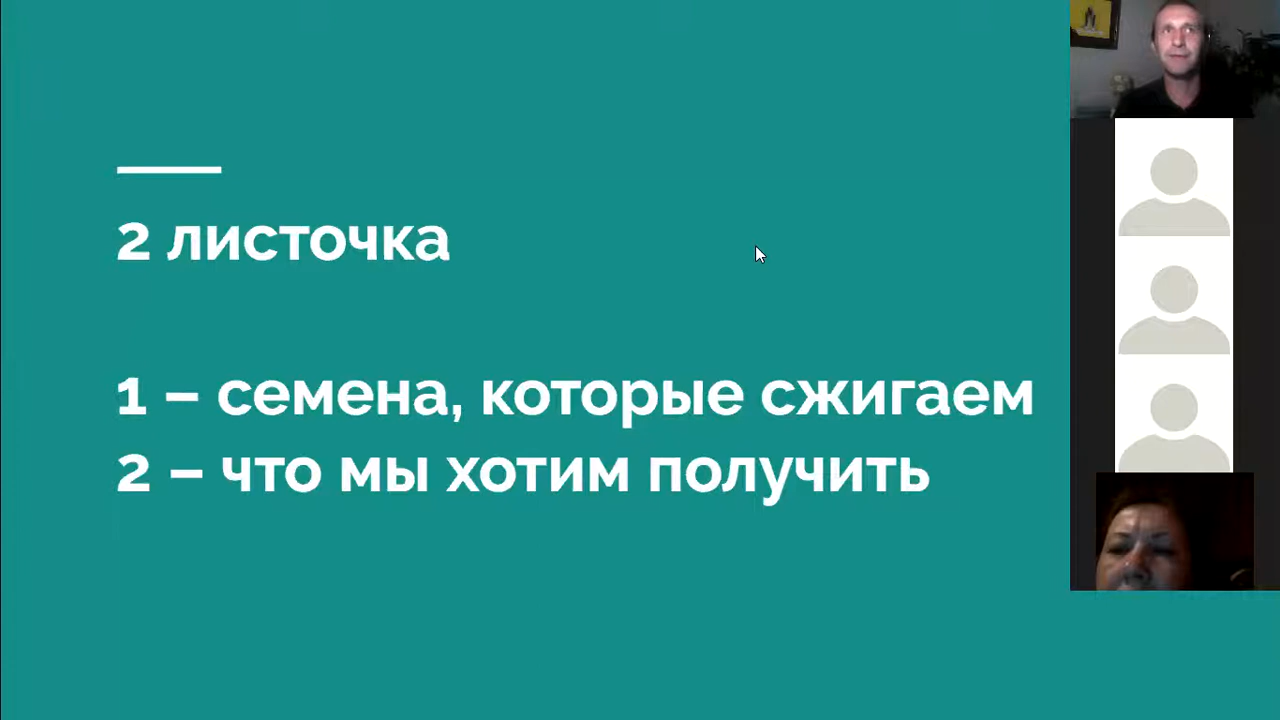 2 листочка
1 – семена, которые сжигаем
2 – что мы хотим получить